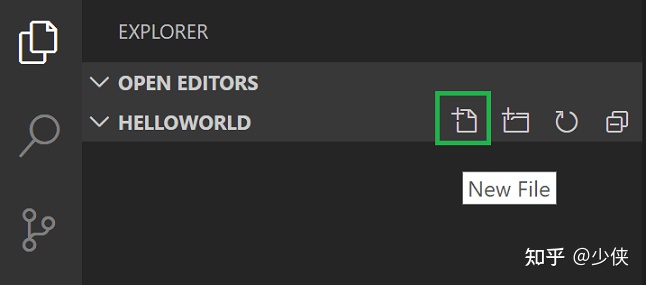 EXPLORER
OPEN EDITORS
HELLOWORLD
New File
知乎 @少侠